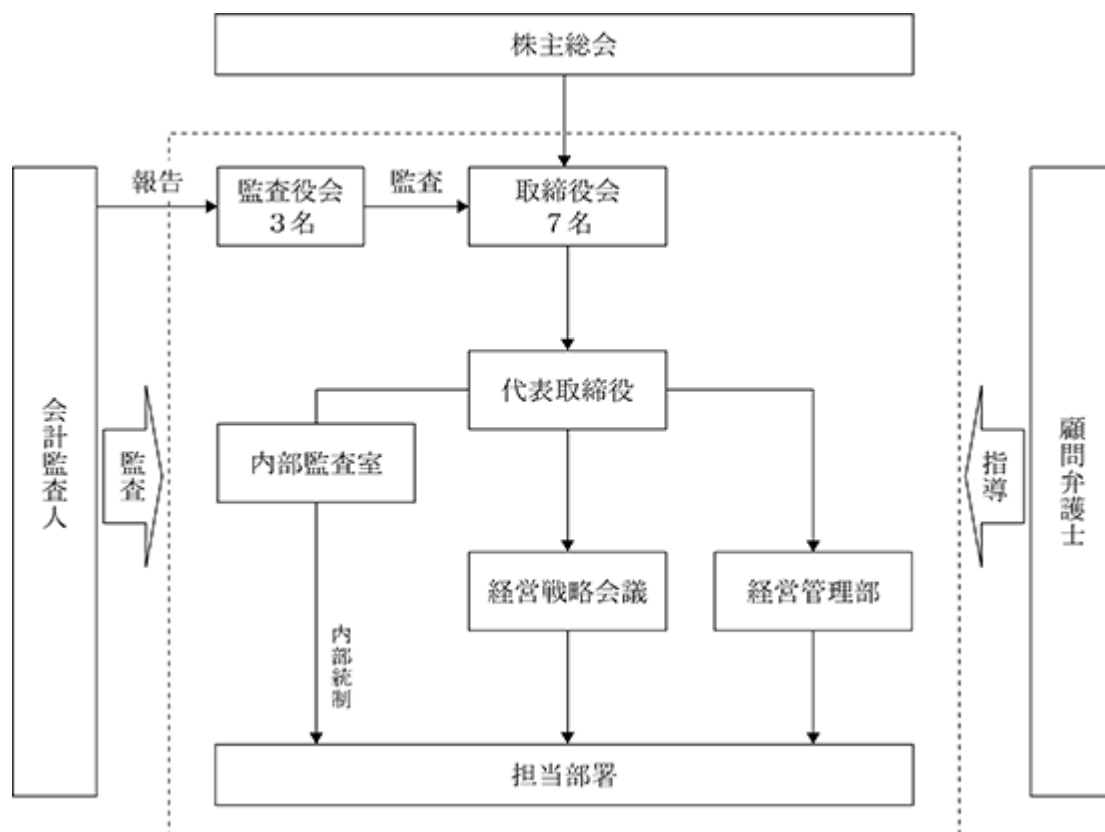 株主総会
報告
監査役会
３名
監査
取締役会
７名
代表取締役
内部監査室
会計監査人
監査
指導
顧問弁護士
経営戦略会議
経営管理部
内部統制
担当部署